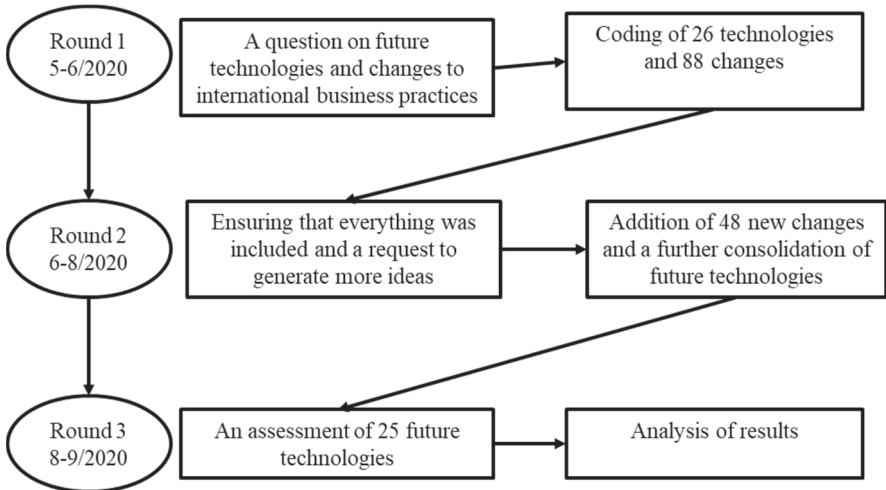 Round 1
5-6/2020
A question on future
technologies and changes to
international business practices
Coding of 26 technologies
and 88 changes
Round 2
6-8/2020
Ensuring that everything was
included and a request to
generate more ideas
Addition of 48 new changes
and a further consolidation of
future technologies
Round 3
8-9/2020
An assessment of 25 future
technologies
Analysis of results